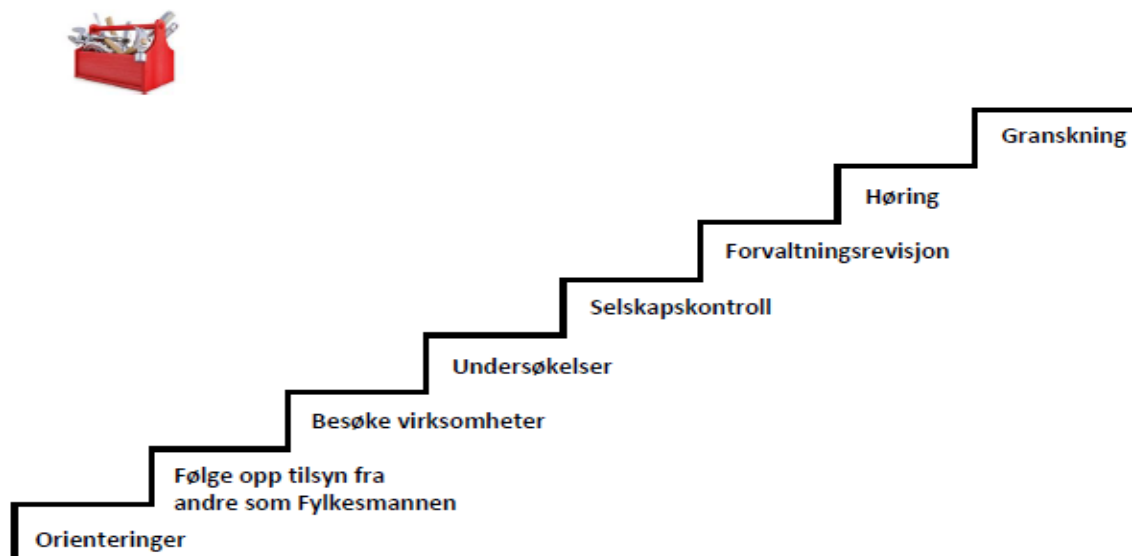 Granskning
Høring
Forvaltningsrevisjon
Selskapskontroll
Undersøkelser
Besøke virksomheter
Følge opp tilsyn fra
andre som Fylkesmannen
Orienteringer